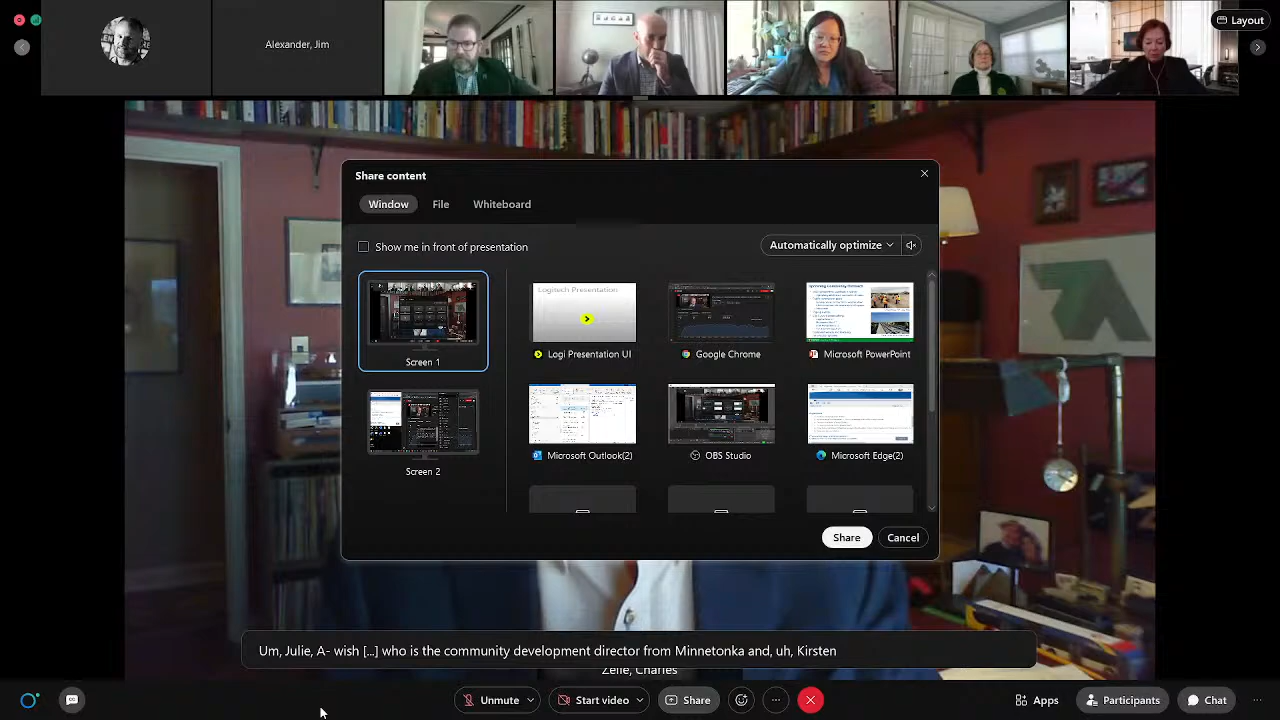 Alexander, Jim
Layout
Share content
Window
File
Whiteboard
Show me in front of presentation
Automatically optimize
Screen 1
Screen 2
Logitech Presentation
Logi Presentation UI
Google Chrome
Microsoft PowerPoint
Microsoft Outlook(2)
OBS Studio
Microsoft Edge(2)
Share
Cancel
Um, Julie, A- wish [...] who is the community development director from Minnetonka and, uh, Kirsten
Zelle, Charles
Unmute
Start video
Share
Apps
Participants
Chat